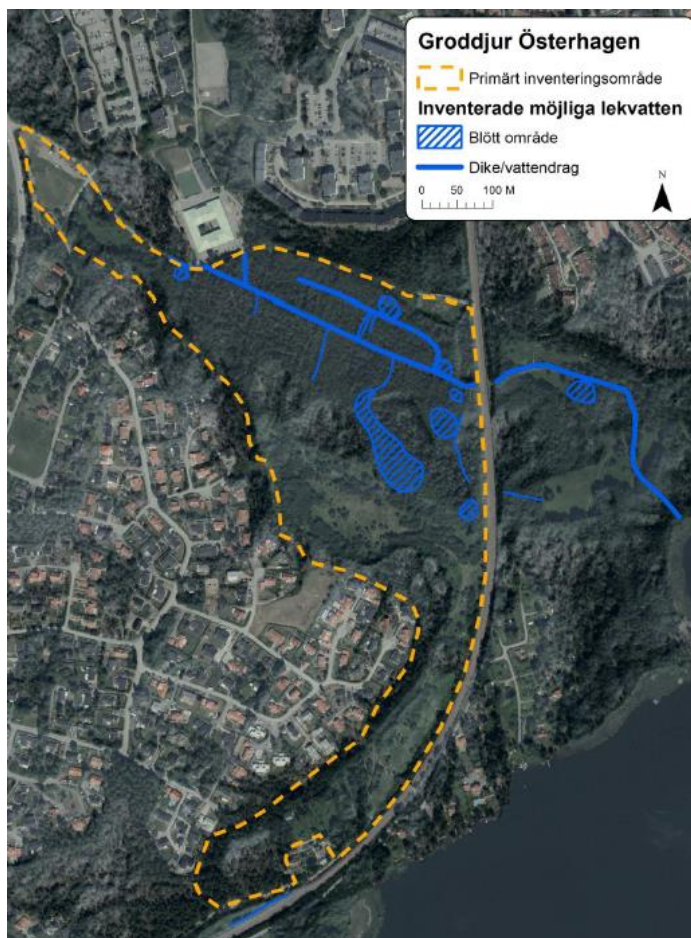 Groddjur Österhagen
Primärt inventeringsområde
Inventerade möjliga lekvatten
Blött område
Dike/vattendrag
0 50 100 M
N